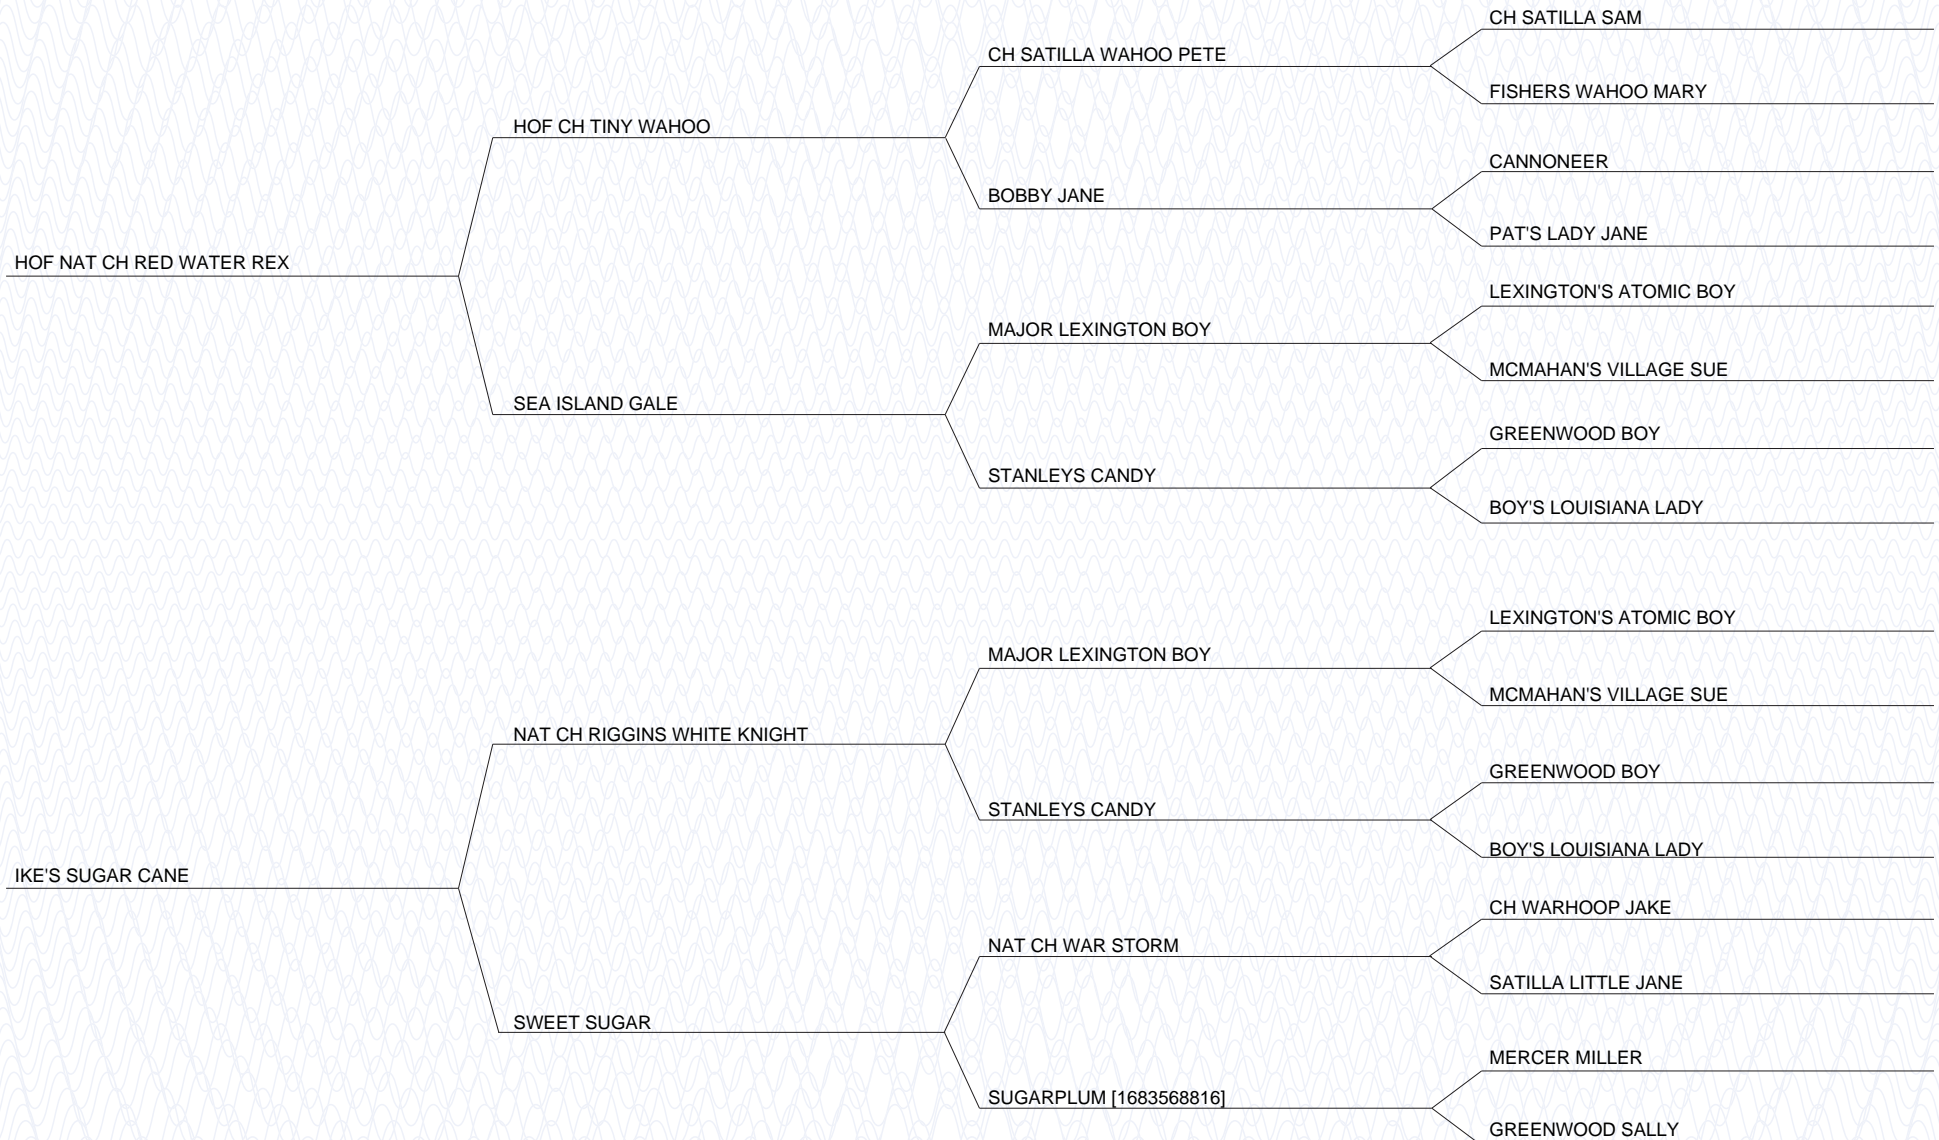 CH SATILLA SAM
CH SATILLA WAHOO PETE
FISHERS WAHOO MARY
HOF CH TINY WAHOO
CANNONEER
BOBBY JANE
PAT'S LADY JANE
HOF NAT CH RED WATER REX
LEXINGTON'S ATOMIC BOY
MAJOR LEXINGTON BOY
MCMAHAN'S VILLAGE SUE
SEA ISLAND GALE
GREENWOOD BOY
STANLEYS CANDY
BOY'S LOUISIANA LADY
LEXINGTON'S ATOMIC BOY
MAJOR LEXINGTON BOY
MCMAHAN'S VILLAGE SUE
NAT CH RIGGINS WHITE KNIGHT
GREENWOOD BOY
STANLEYS CANDY
BOY'S LOUISIANA LADY
IKE'S SUGAR CANE
CH WARHOOP JAKE
NAT CH WAR STORM
SATILLA LITTLE JANE
SWEET SUGAR
MERCER MILLER
SUGARPLUM [1683568816]
GREENWOOD SALLY